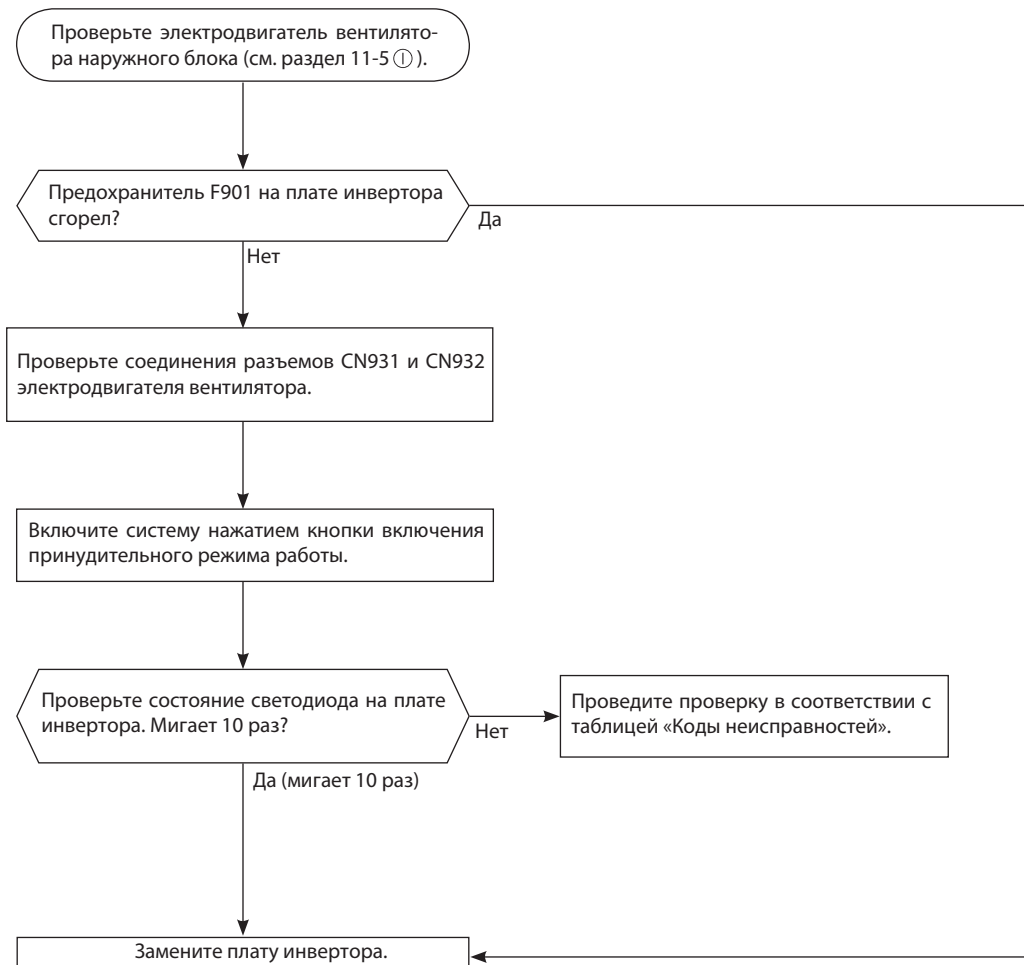 Проверьте электродвигатель вентилято-
ра наружного блока (см. раздел 11-5 Ⓘ ).
Предохранитель F901 на плате инвертора
сгорел?
Да
Нет
Проверьте соединения разъемов CN931 и CN932
электродвигателя вентилятора.
Включите систему нажатием кнопки включения
принудительного режима работы.
Проверьте состояние светодиода на плате
инвертора. Мигает 10 раз?
Нет
Проведите проверку в соответствии с
таблицей «Коды неисправностей».
Да (мигает 10 раз)
Замените плату инвертора.